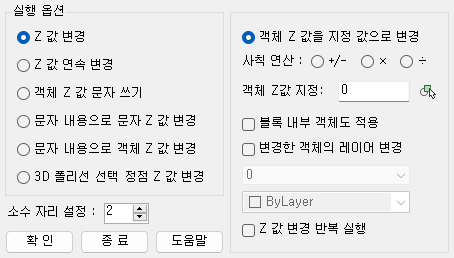 실행 옵션
Z 값 변경
Z 값 연속 변경
객체 Z 값 문자 쓰기
문자 내용으로 문자 Z 값 변경
문자 내용으로 객체 Z 값 변경
3D 폴리선 선택 정점 Z 값 변경
소수 자리 설정 : 2
확 인 종 료 도움말
객체 Z 값을 지정 값으로 변경
사칙 연산 : +/- × ÷
객체 Z값 지정: 0
블록 내부 객체도 적용
변경한 객체의 레이어 변경
0
ByLayer
Z 값 변경 반복 실행